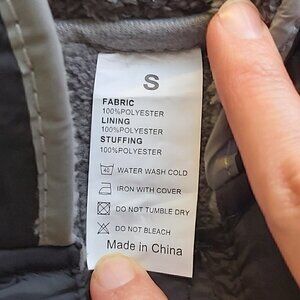 S
FABRIC
100%POLYESTER
LINING
100%POLYESTER
STUFFING
100%POLYESTER
40 WATER WASH COLD
IRON WITH COVER
DO NOT TUMBLE DRY
DO NOT BLEACH
Made in China